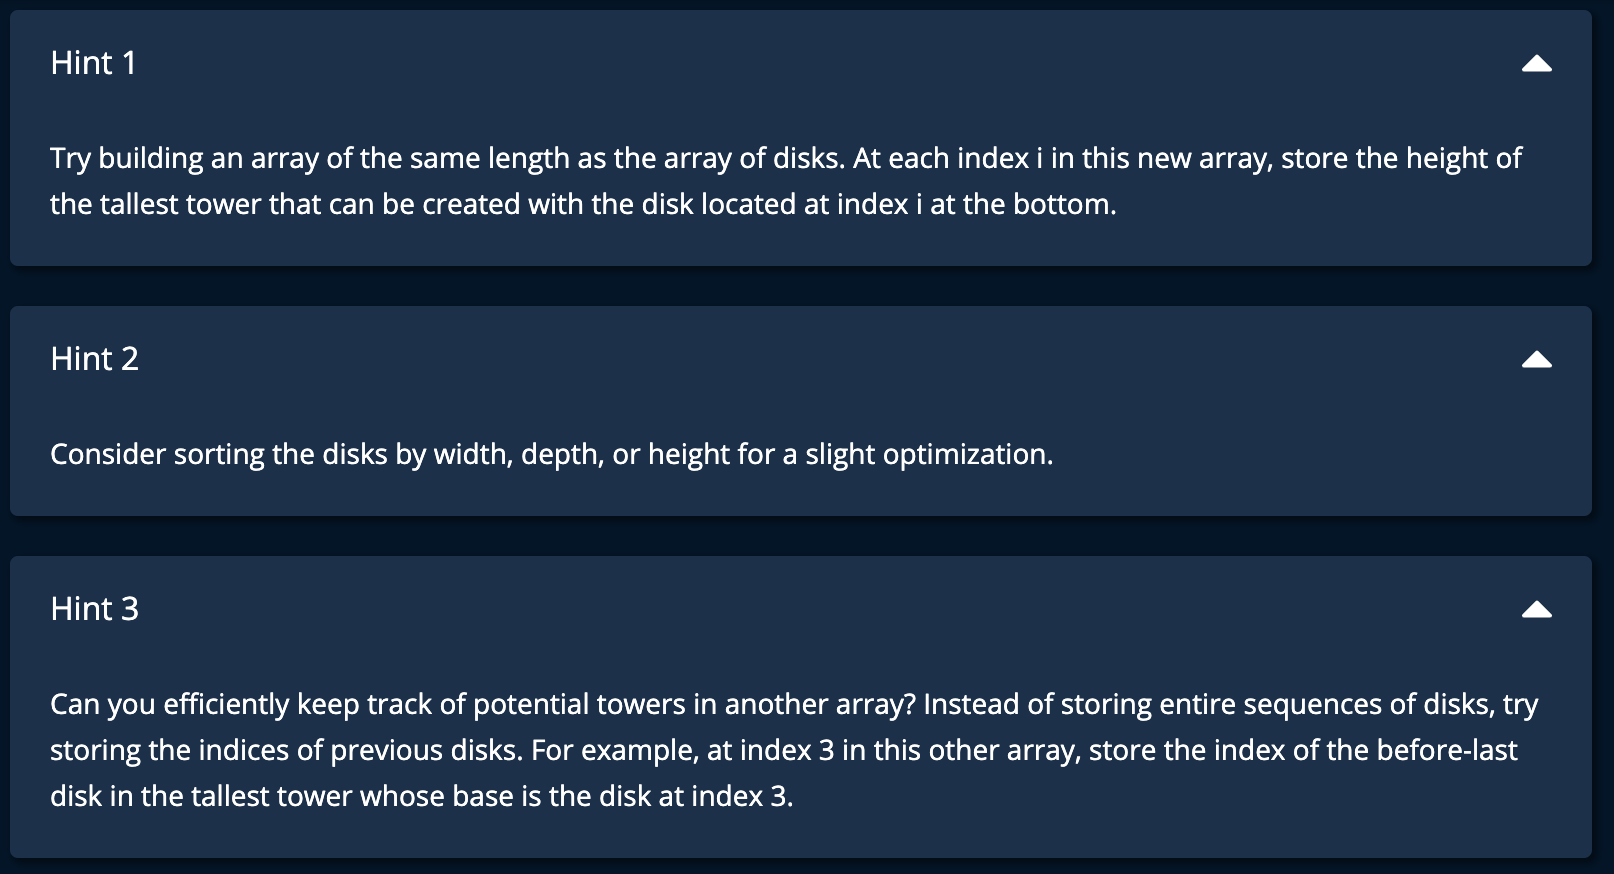 Hint 1
Try building an array of the same length as the array of disks. At each index i in this new array, store the height of
the tallest tower that can be created with the disk located at index i at the bottom.
Hint 2
Consider sorting the disks by width, depth, or height for a slight optimization.
Hint 3
Can you efficiently keep track of potential towers in another array? Instead of storing entire sequences of disks, try
storing the indices of previous disks. For example, at index 3 in this other array, store the index of the before-last
disk in the tallest tower whose base is the disk at index 3.